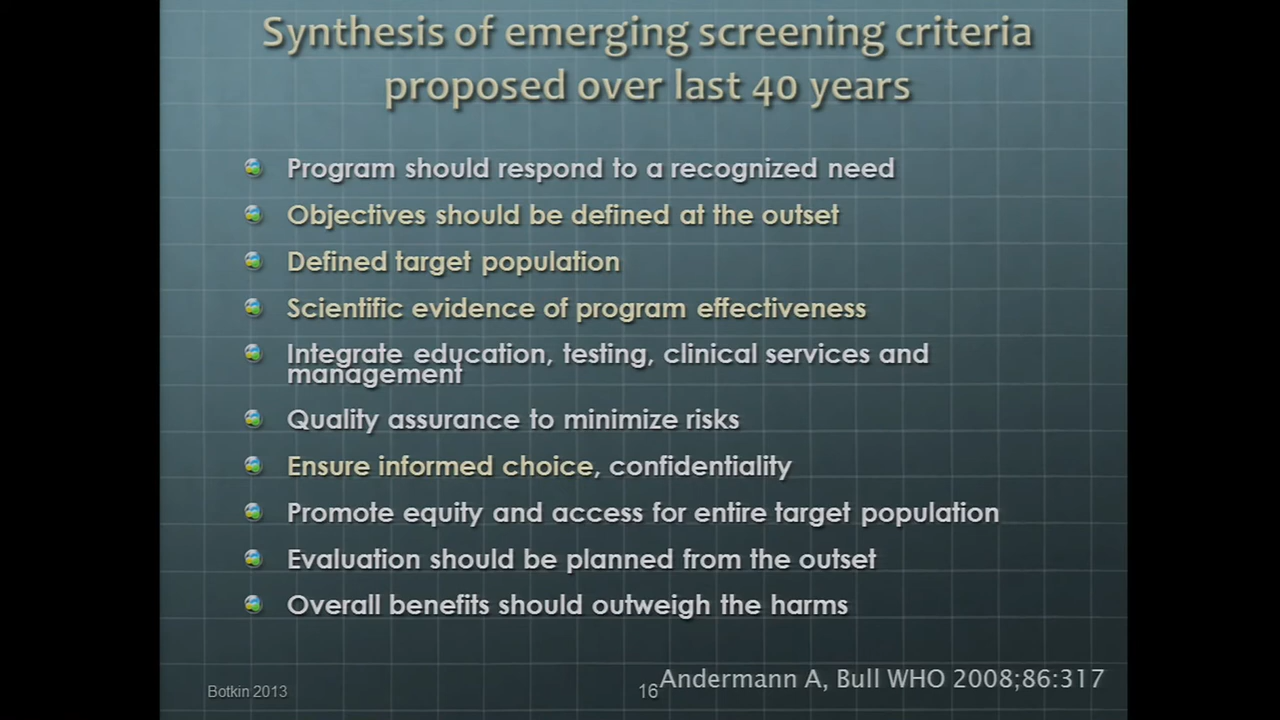 Synthesis of emerging screening criteria
proposed over last 40 years
Program should respond to a recognized need
Objectives should be defined at the outset
Defined target population
Scientific evidence of program effectiveness
Integrate education, testing, clinical services and
management
Quality assurance to minimize risks
Ensure informed choice, confidentiality
Promote equity and access for entire target population
Evaluation should be planned from the outset
Overall benefits should outweigh the harms
Andermann A, Bull WHO 2008;86:317
Botkin 2013
16